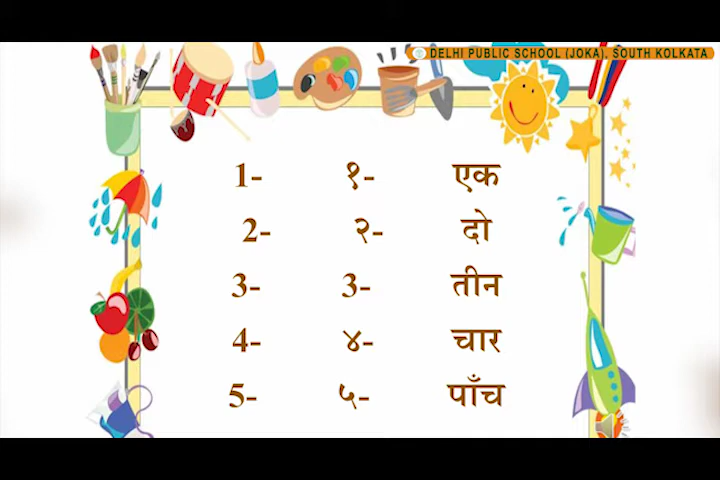 DELHI PUBLIC SCHOOL (JOKA), SOUTH KOLKATA
1- १- एक
2- २- दो
3- 3- तीन
4- ४- चार
5- ५- पाँच